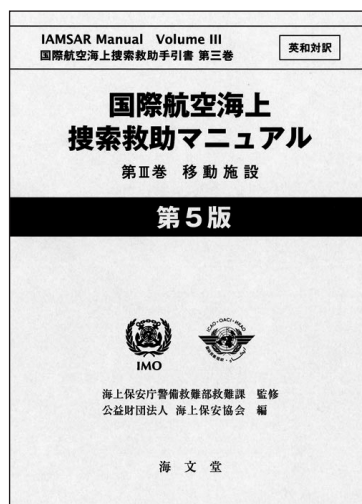 IAMSAR Manual Volume III
国際航空海上捜索救助手引書 第三巻
英和対訳
国際航空海上
捜索救助マニュアル
第Ⅲ巻 移動施設
第5版
IMO
ICAO・OACI・ИКАО
海上保安庁警備救難部救難課 監修
公益財団法人 海上保安協会 編
海文堂